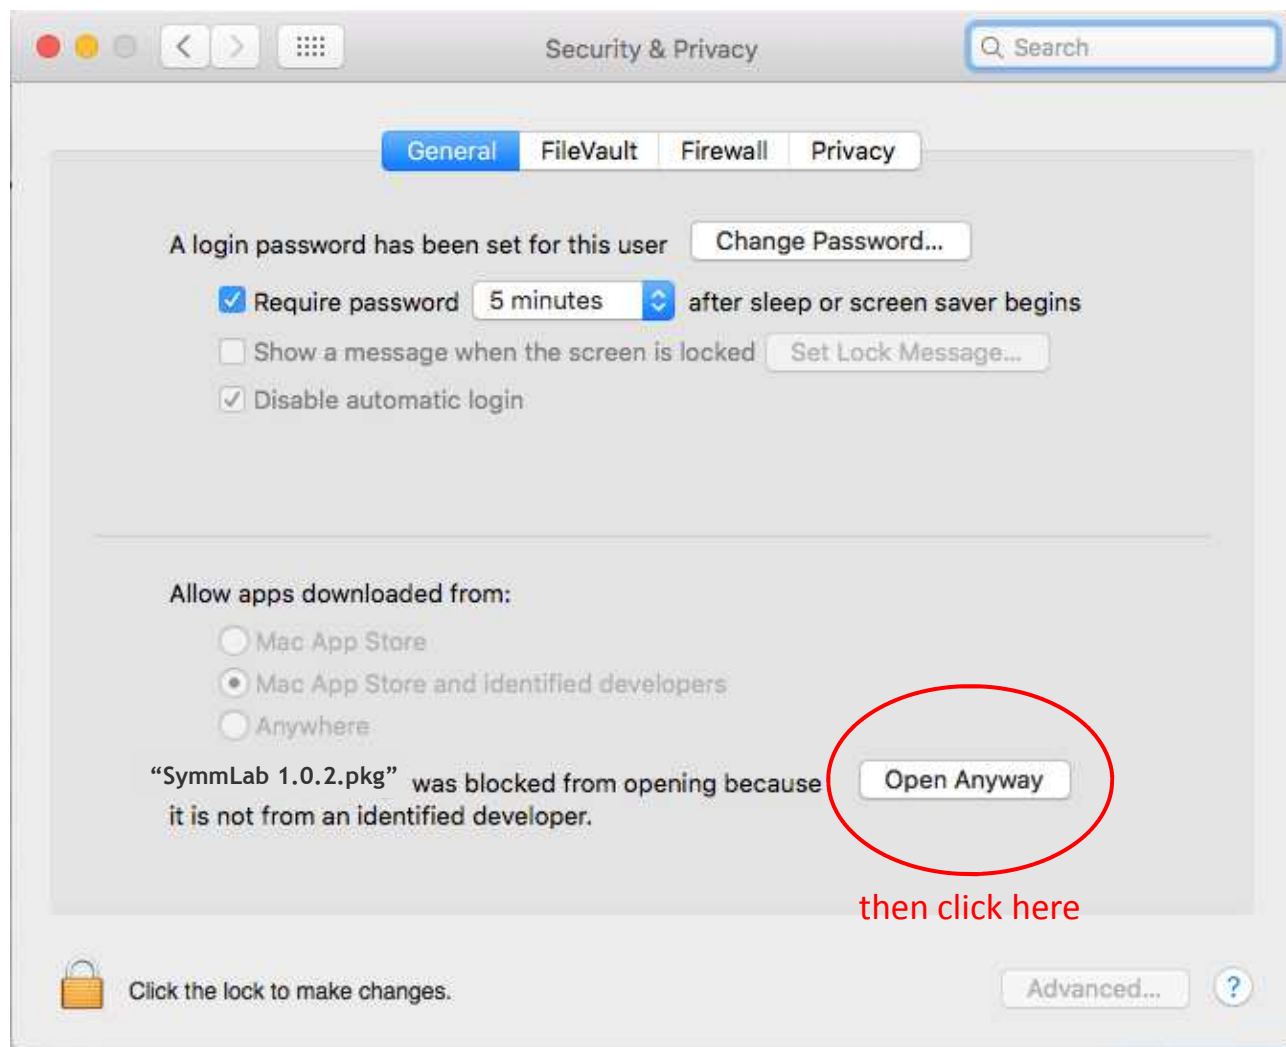 Security & Privacy
Search
General FileVault Firewall Privacy
A login password has been set for this user Change Password...
Require password 5 minutes after sleep or screen saver begins
Show a message when the screen is locked Set Lock Message...
Disable automatic login
Allow apps downloaded from:
Mac App Store
Mac App Store and identified developers
Anywhere
“SymmLab 1.0.2.pkg” was blocked from opening because Open Anyway
it is not from an identified developer.
then click here
Click the lock to make changes. Advanced... ?